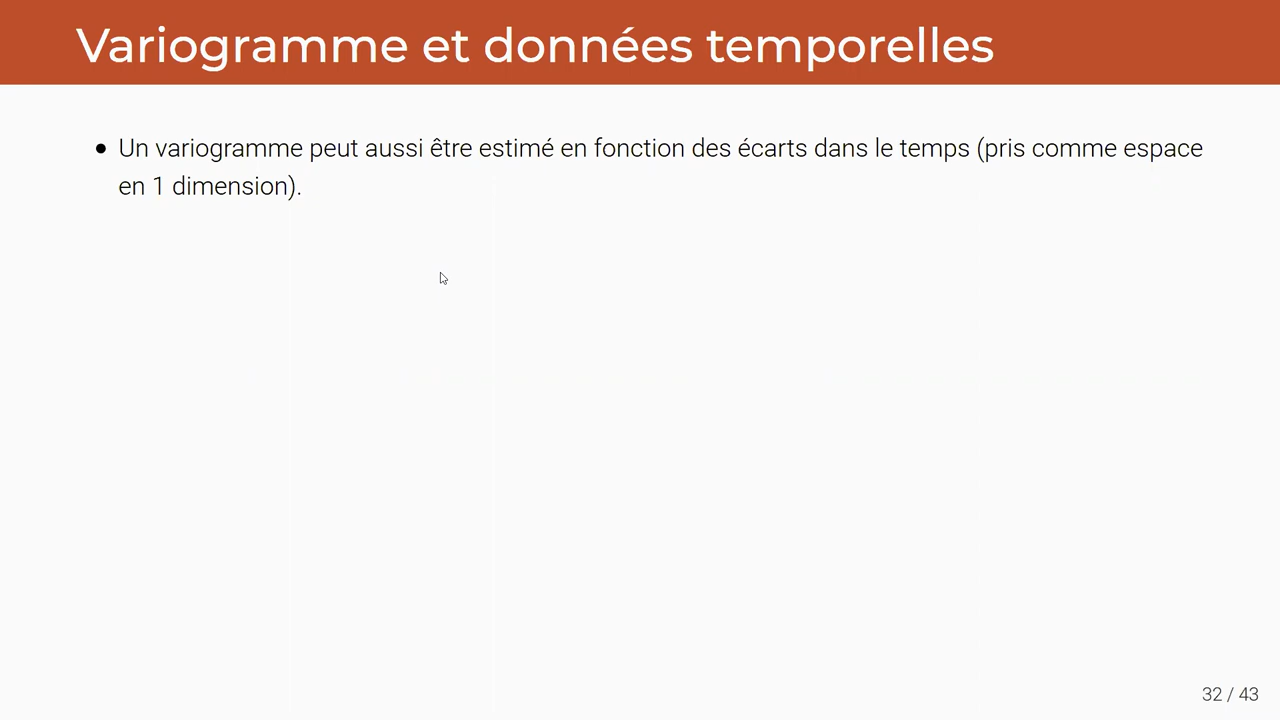 Variogramme et données temporelles
• Un variogramme peut aussi être estimé en fonction des écarts dans le temps (pris comme espace
en 1 dimension).
32 / 43